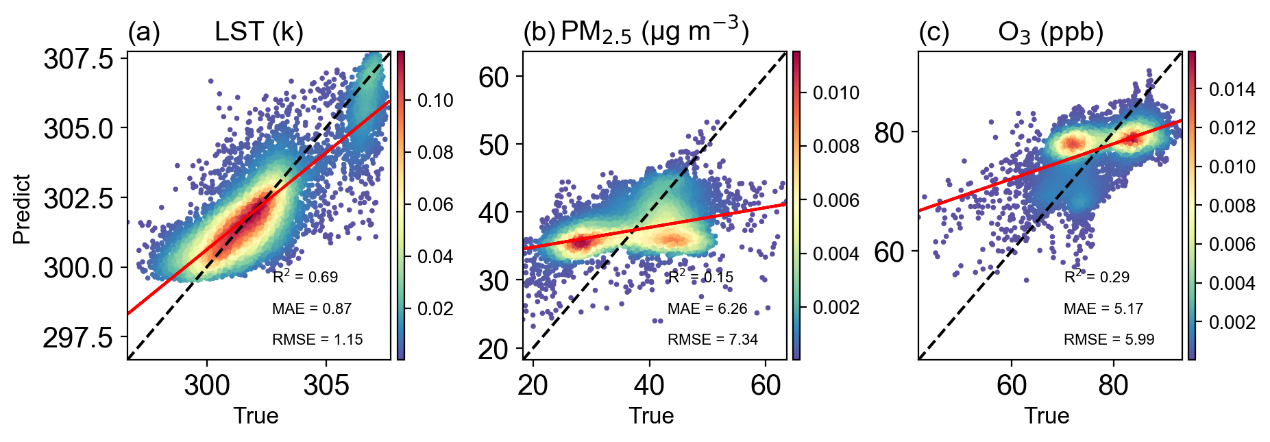 (a) LST (k)
(b) PM₂.₅ (µg m⁻³)
(c) O₃ (ppb)
Predict
307.5
305.0
302.5
300.0
297.5
300
305
True
R² = 0.69
MAE = 0.87
RMSE = 1.15
0.10
0.08
0.06
0.04
0.02
60
50
40
30
20
20
40
60
True
R² = 0.15
MAE = 6.26
RMSE = 7.34
0.010
0.008
0.006
0.004
0.002
80
60
60
80
True
R² = 0.29
MAE = 5.17
RMSE = 5.99
0.014
0.012
0.010
0.008
0.006
0.004
0.002